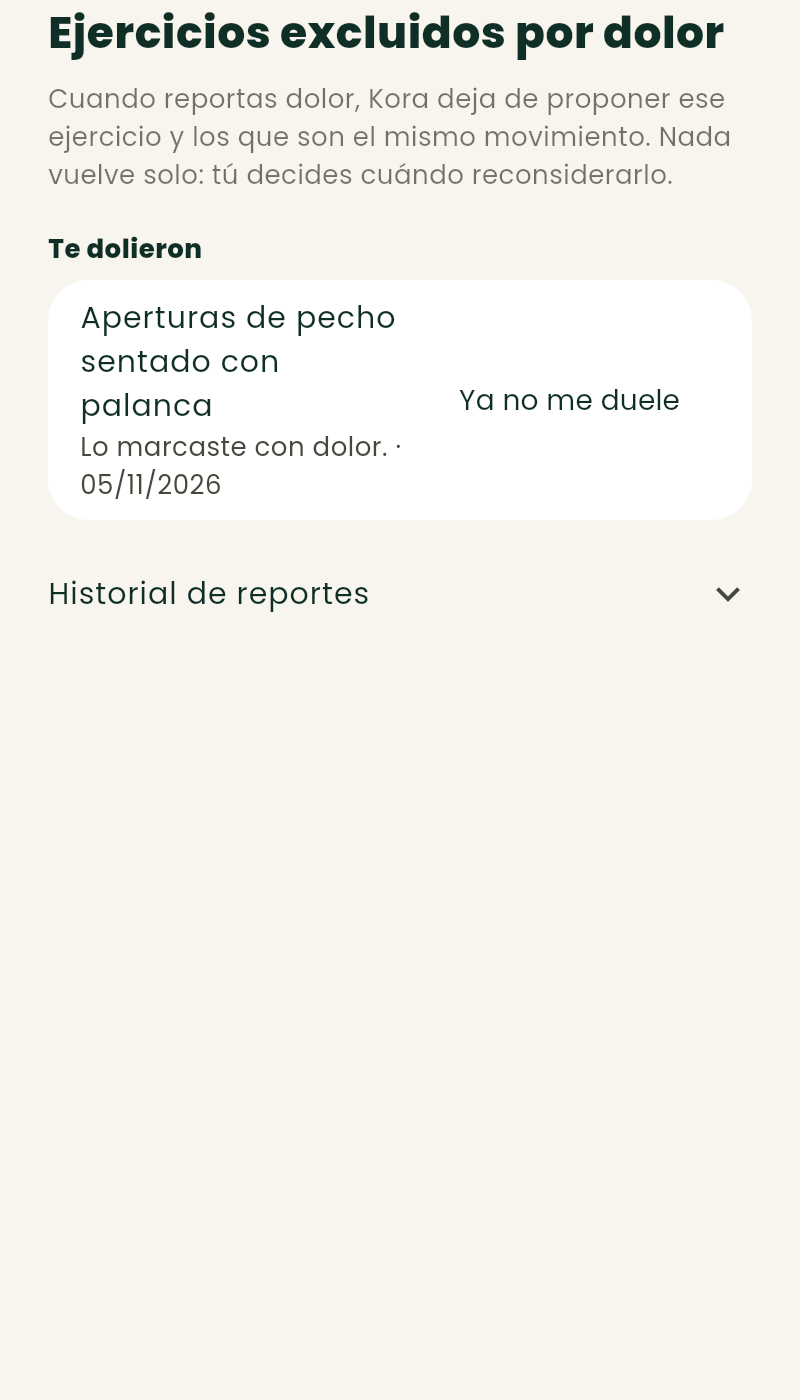 Ejercicios excluidos por dolor
Cuando reportas dolor, Kora deja de proponer ese
ejercicio y los que son el mismo movimiento. Nada
vuelve solo: tú decides cuándo reconsiderarlo.
Te dolieron
Aperturas de pecho
sentado con
palanca
Lo marcaste con dolor. ·
05/11/2026
Ya no me duele
Historial de reportes